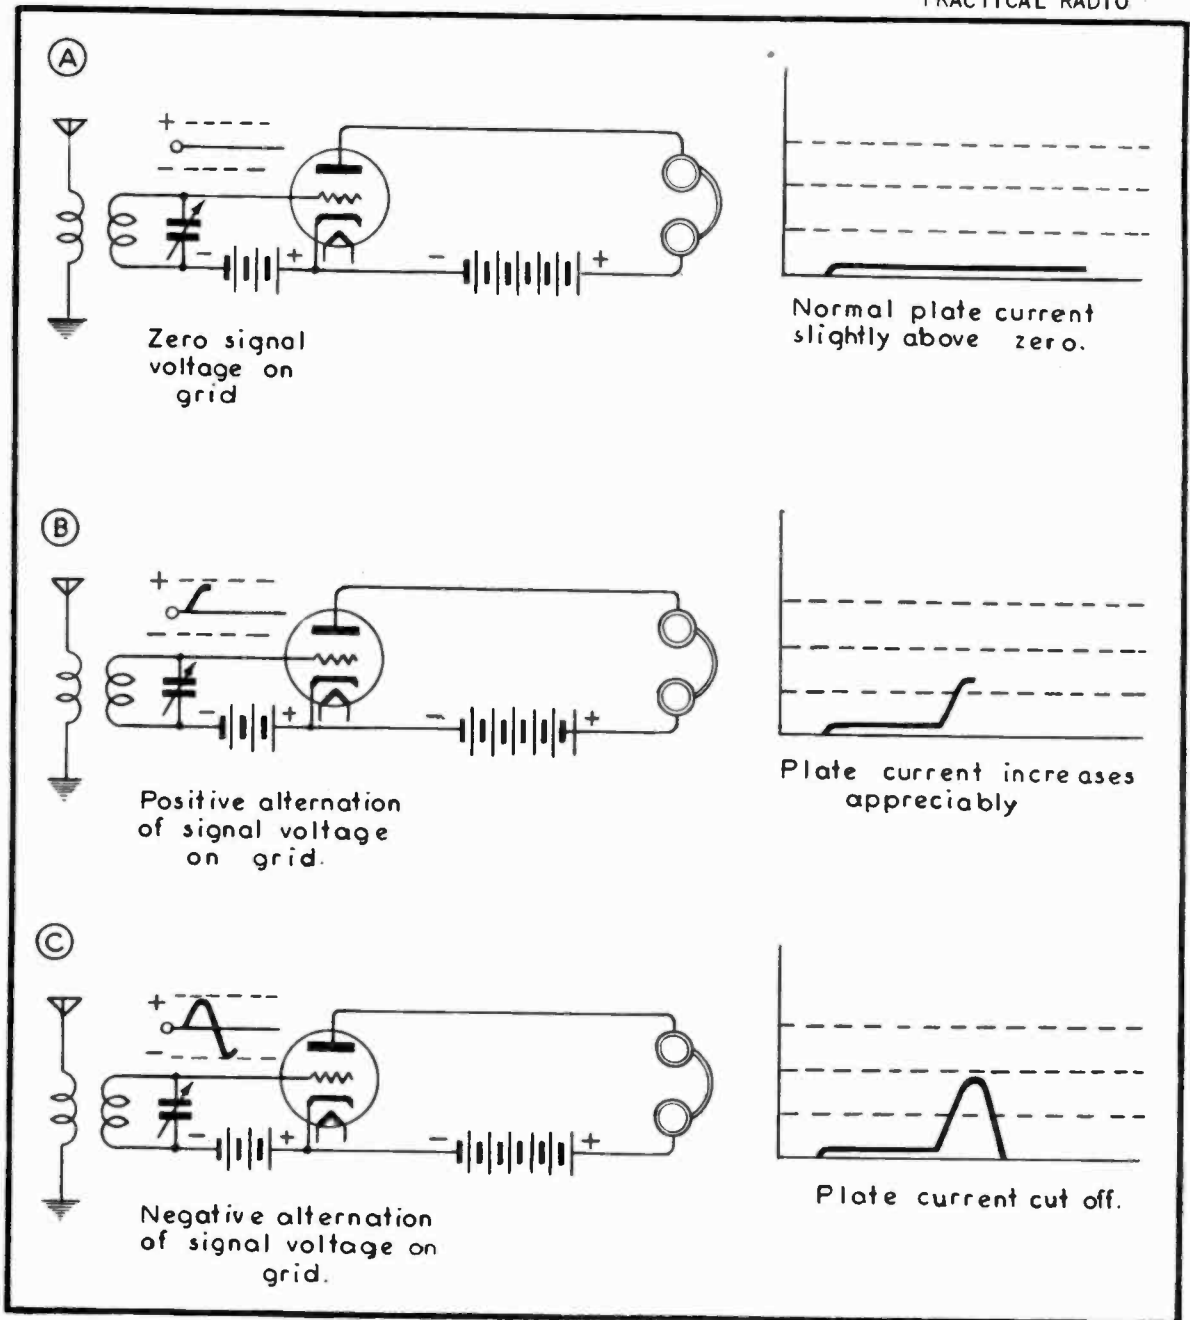 PRACTICAL RADIO
A
+
-
-
+
-
+
Zero signal
voltage on
grid
Normal plate current
slightly above zero.
B
+
-
-
+
-
+
Positive alternation
of signal voltage
on grid.
Plate current increases
appreciably
C
+
-
-
+
-
+
Negative alternation
of signal voltage on
grid.
Plate current cut off.